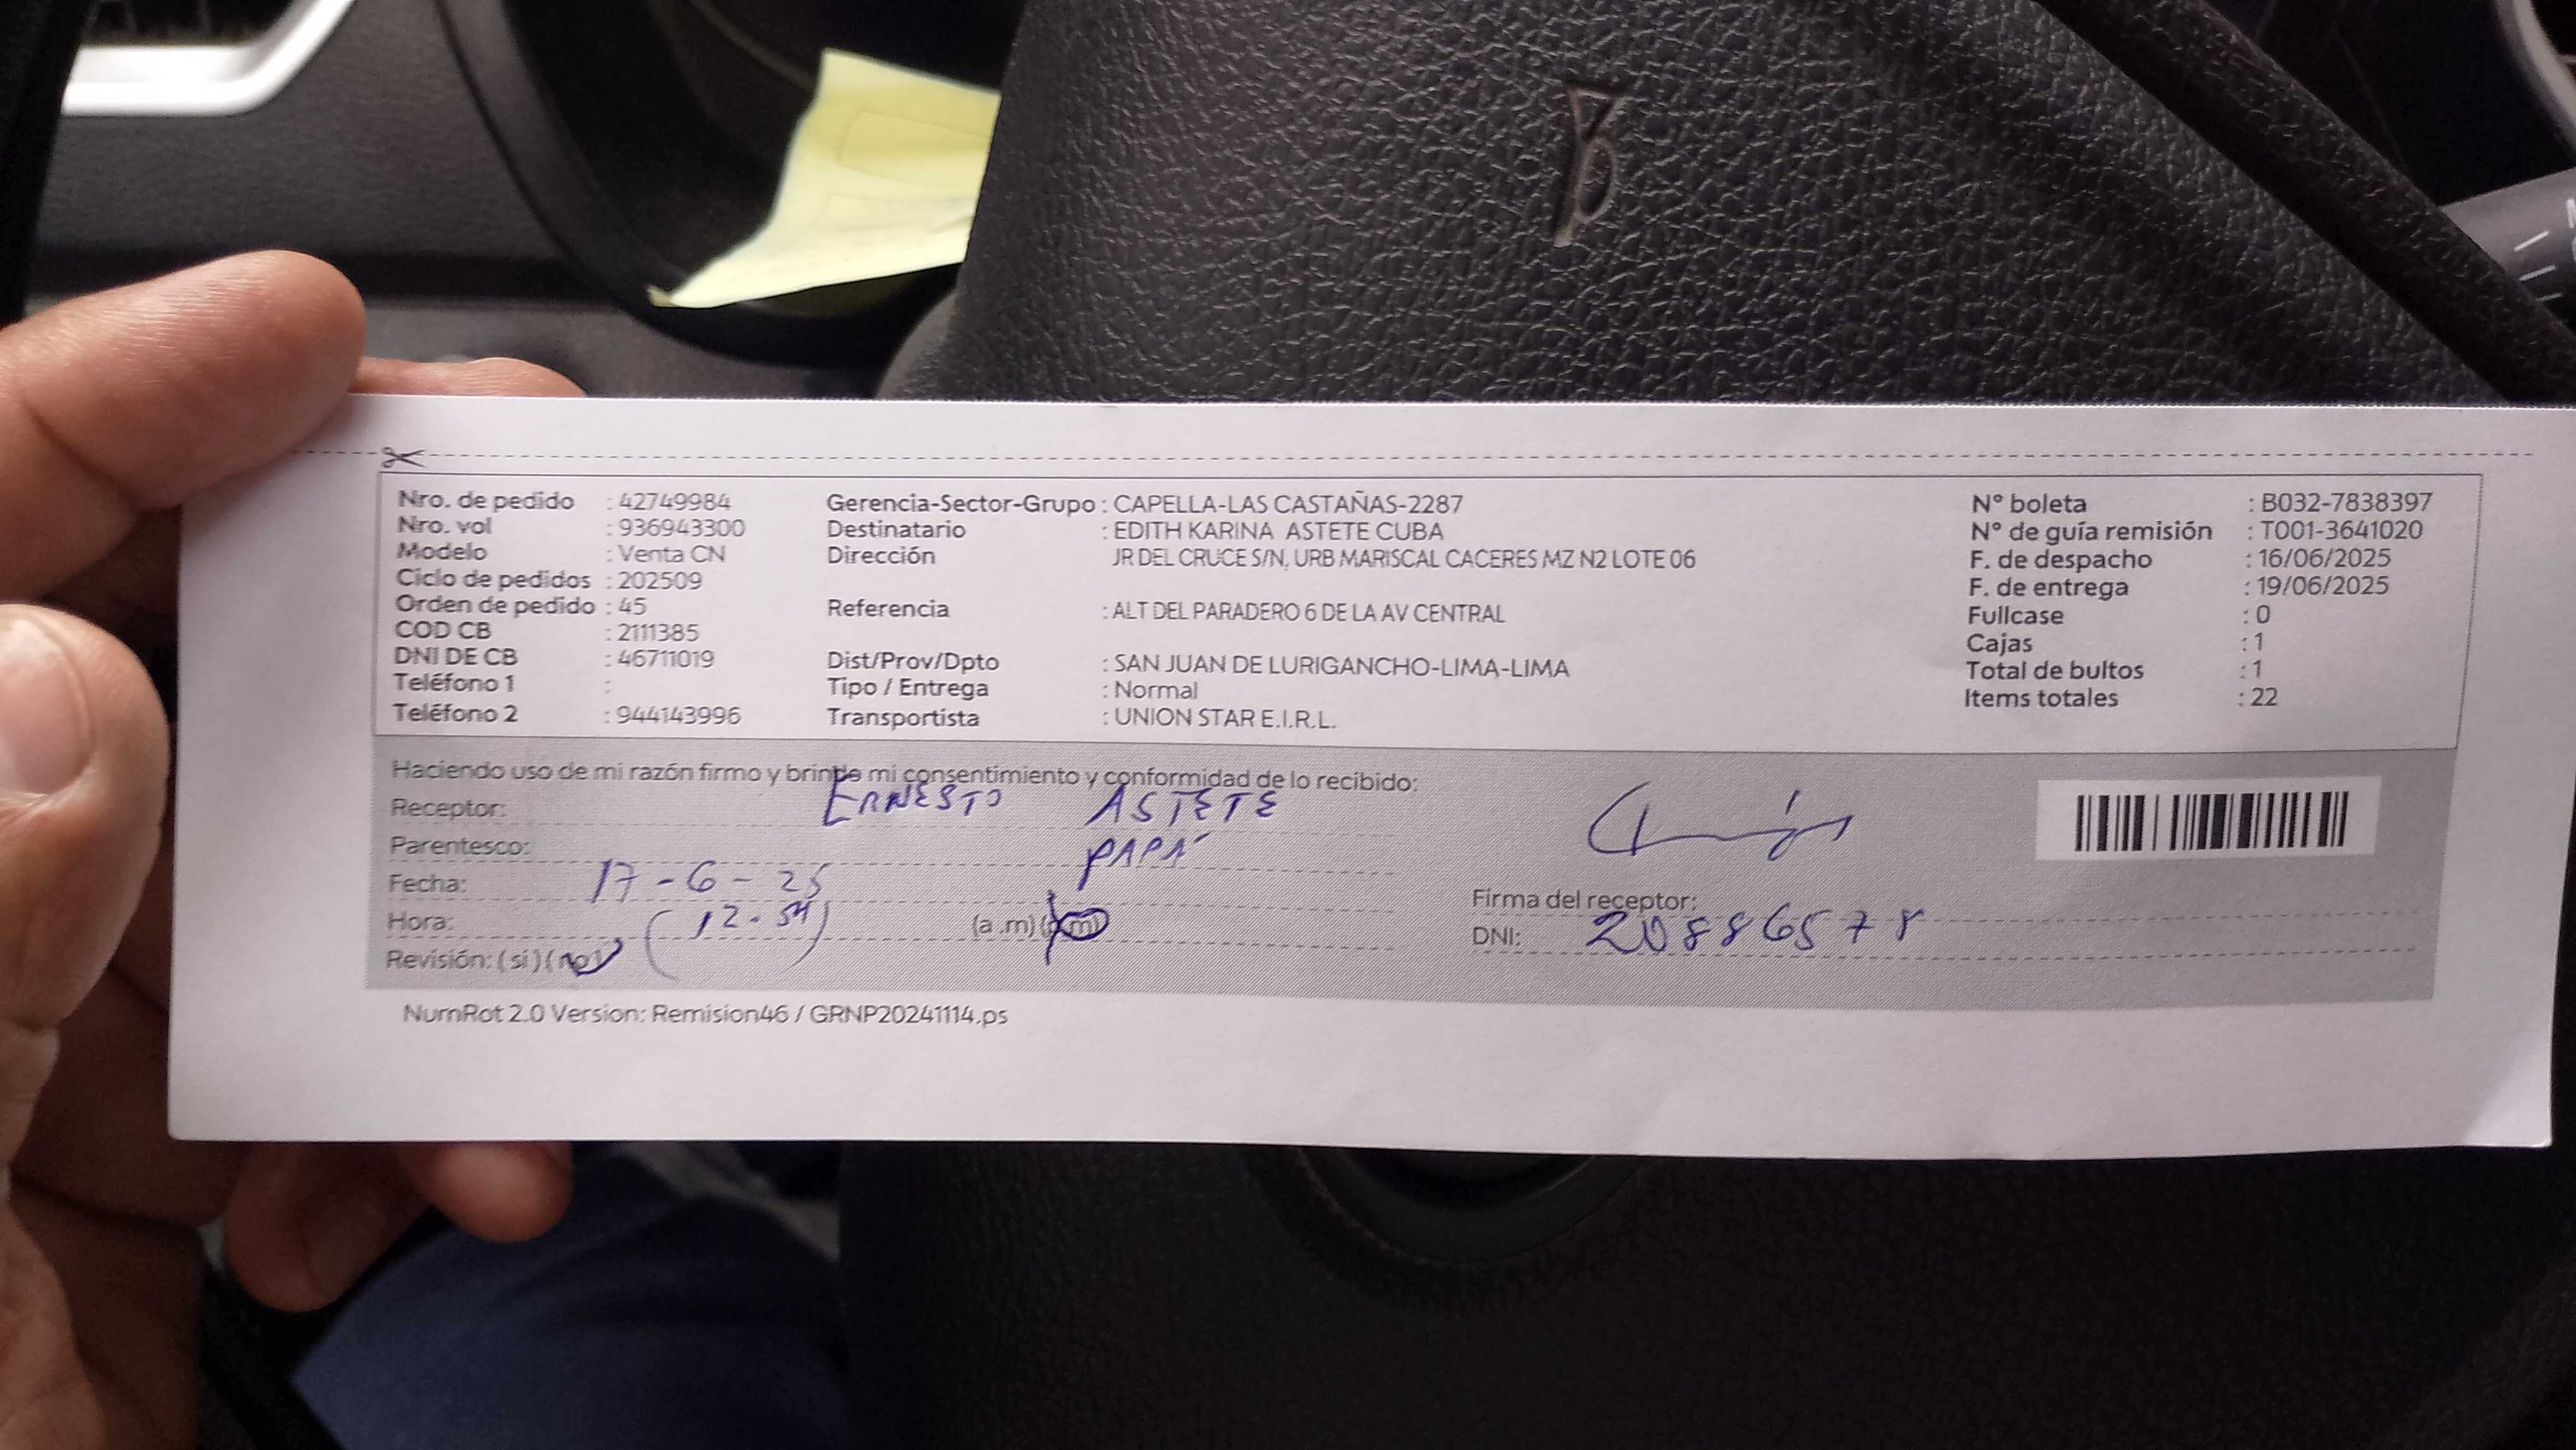 Nro. de pedido : 42749984
Nro. vol : 936943300
Modelo : Venta CN
Ciclo de pedidos : 202509
Orden de pedido : 45
COD CB : 2111385
DNI DE CB : 46711019
Teléfono 1 :
Teléfono 2 : 944143996
Gerencia-Sector-Grupo : CAPELLA-LAS CASTAÑAS-2287
Destinatario : EDITH KARINA ASTETE CUBA
Dirección JR DEL CRUCE S/N, URB MARISCAL CACERES MZ N2 LOTE 06
Referencia : ALT DEL PARADERO 6 DE LA AV CENTRAL
Dist/Prov/Dpto : SAN JUAN DE LURIGANCHO-LIMA-LIMA
Tipo / Entrega : Normal
Transportista : UNION STAR E.I.R.L.
N° boleta : B032-7838397
N° de guía remisión : T001-3641020
F. de despacho : 16/06/2025
F. de entrega : 19/06/2025
Fullcase : 0
Cajas : 1
Total de bultos : 1
Items totales : 22
Haciendo uso de mi razón firmo y brindo mi consentimiento y conformidad de lo recibido:
Receptor: ERNESTO ASTETE
Parentesco: PAPÁ
Fecha: 17-6-25
Hora: (12-54) (a .m) (p.m)
Revisión: (si) (no)
Firma del receptor:
DNI: 20886578
NumRot 2.0 Version: Remision46 / GRNP20241114.ps